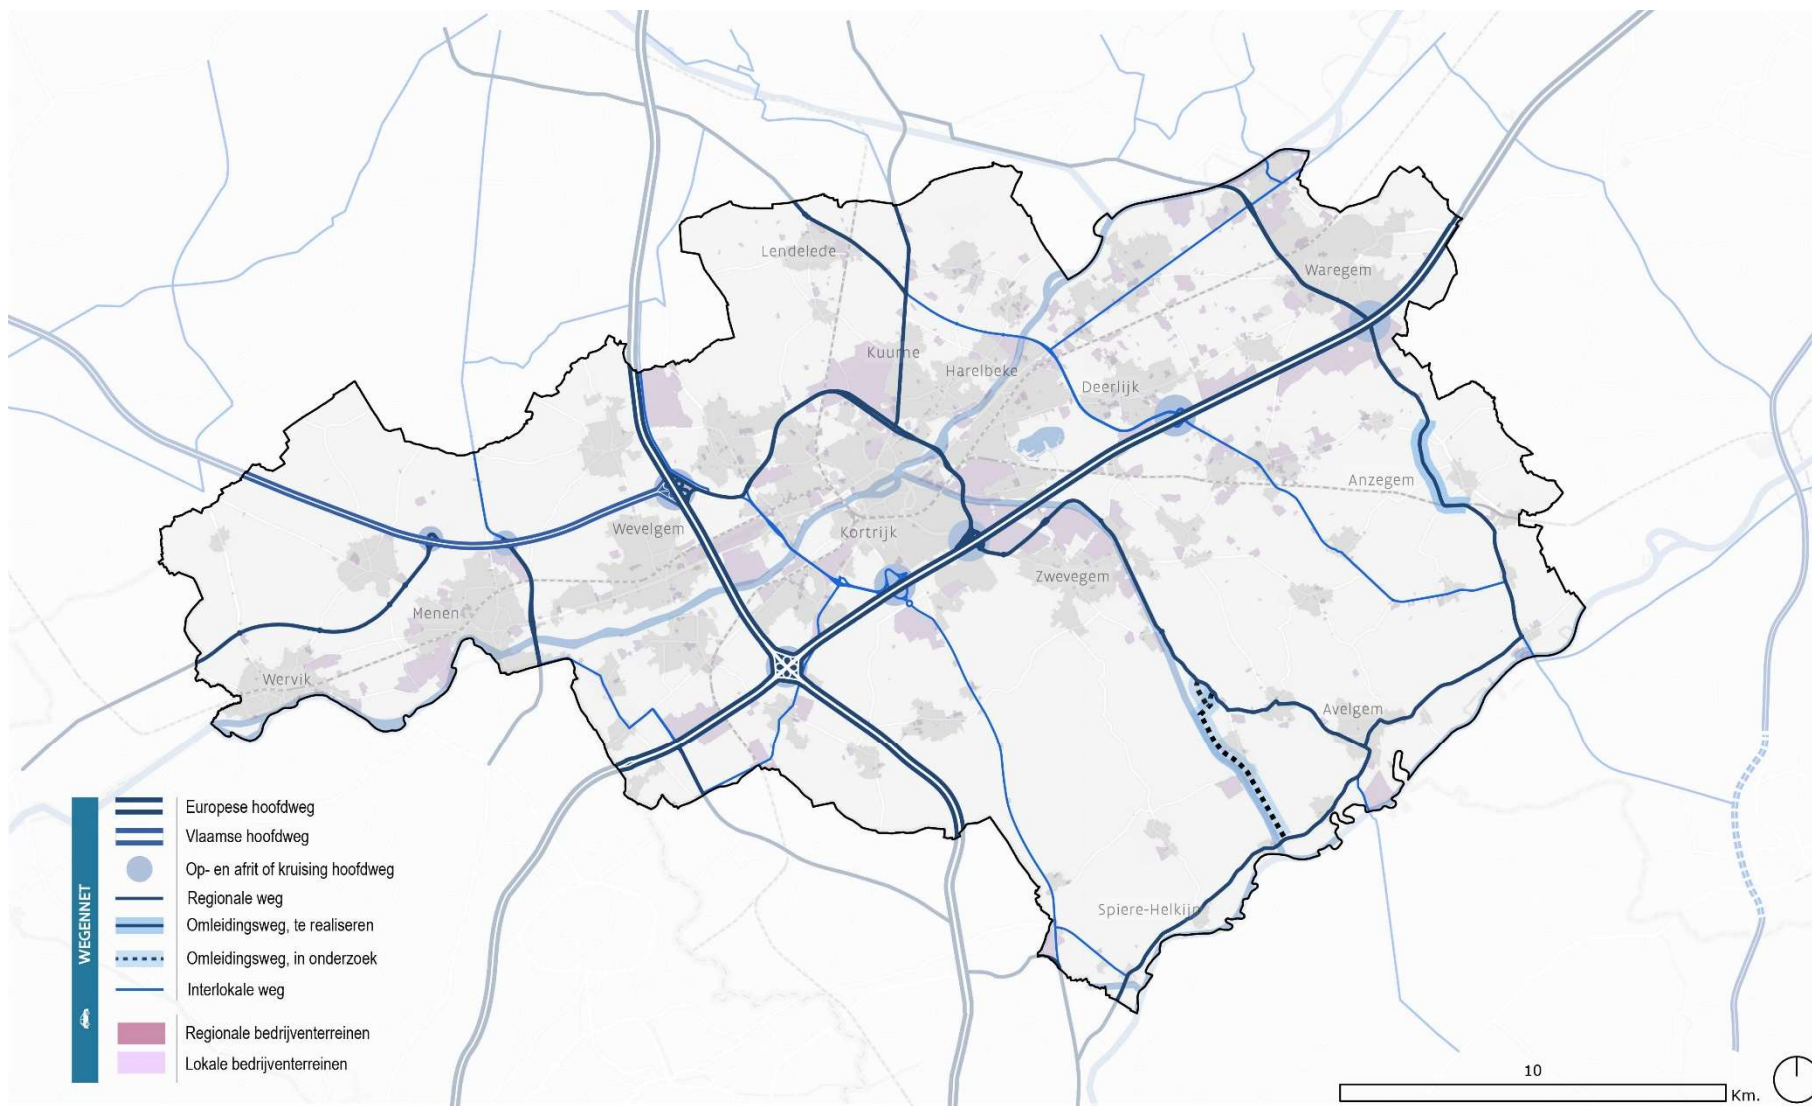 Lendelede
Waregem
Kuurne
Harelbeke
Deerlijk
Anzegem
Wevelgem
Kortrijk
Zwevegem
Menen
Wervik
Avelgem
Spiere-Helkijn
WEGENNET
Europese hoofdweg
Vlaamse hoofdweg
Op- en afrit of kruising hoofdweg
Regionale weg
Omleidingsweg, te realiseren
Omleidingsweg, in onderzoek
Interlokale weg
Regionale bedrijventerreinen
Lokale bedrijventerreinen
10
Km.